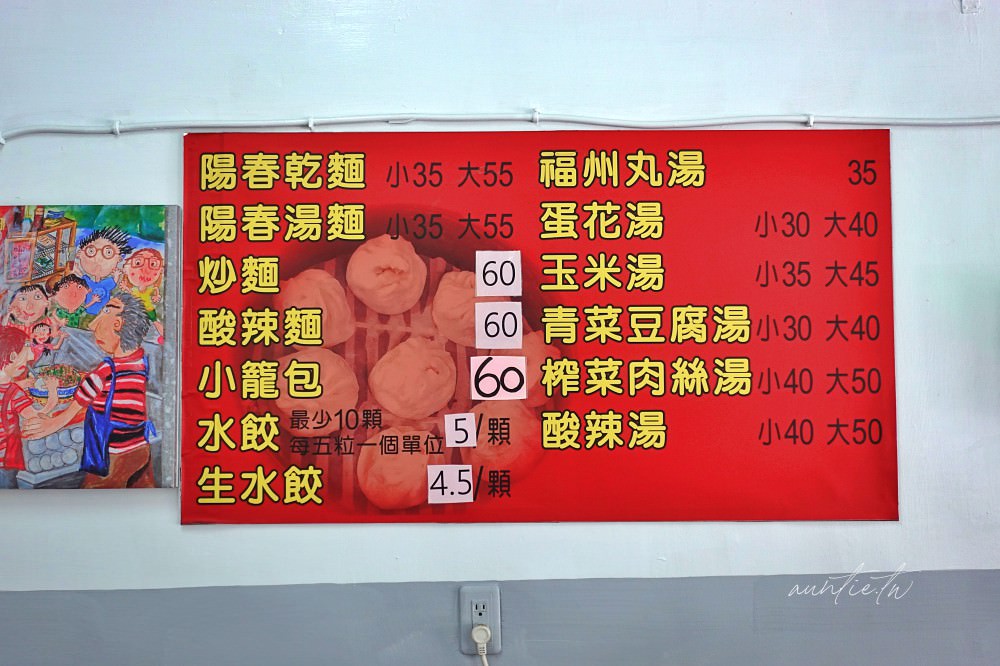 陽春乾麵 小35 大55
陽春湯麵 小35 大55
炒麵 60
酸辣麵 60
小籠包 60
水餃 最少10顆 每五粒一個單位 5/顆
生水餃 4.5/顆
福州丸湯 35
蛋花湯 小30 大40
玉米湯 小35 大45
青菜豆腐湯 小30 大40
榨菜肉絲湯 小40 大50
酸辣湯 小40 大50
auntie.tw